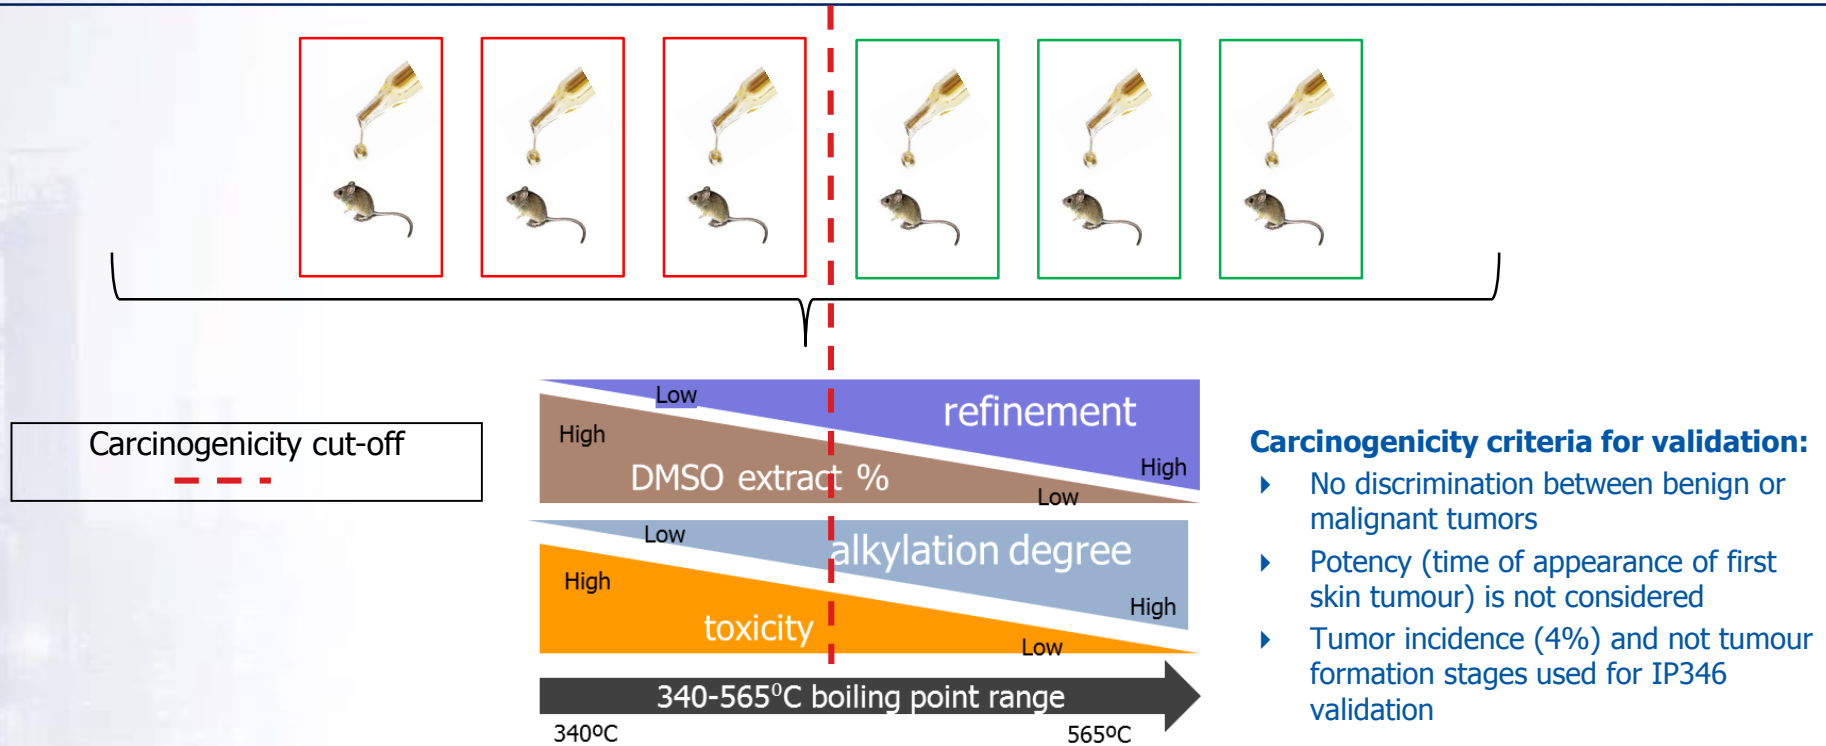 Carcinogenicity cut-off
Low
refinement
High
DMSO extract %
High
Low
Low
alkylation degree
High
High
toxicity
Low
340-565⁰C boiling point range
340ºC
565ºC
Carcinogenicity criteria for validation:
No discrimination between benign or
malignant tumors
Potency (time of appearance of first
skin tumour) is not considered
Tumor incidence (4%) and not tumour
formation stages used for IP346
validation